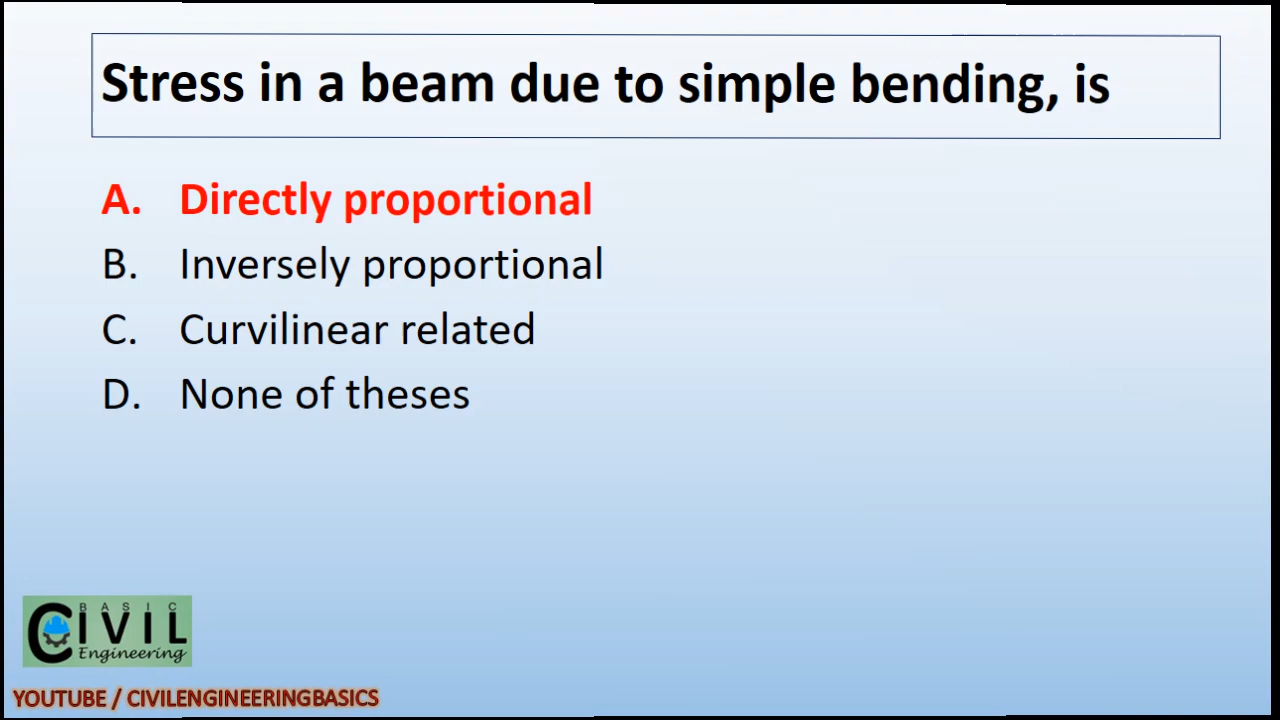 Stress in a beam due to simple bending, is
A. Directly proportional
B. Inversely proportional
C. Curvilinear related
D. None of theses
BASIC
CIVIL
Engineering
YOUTUBE / CIVILENGINEERINGBASICS